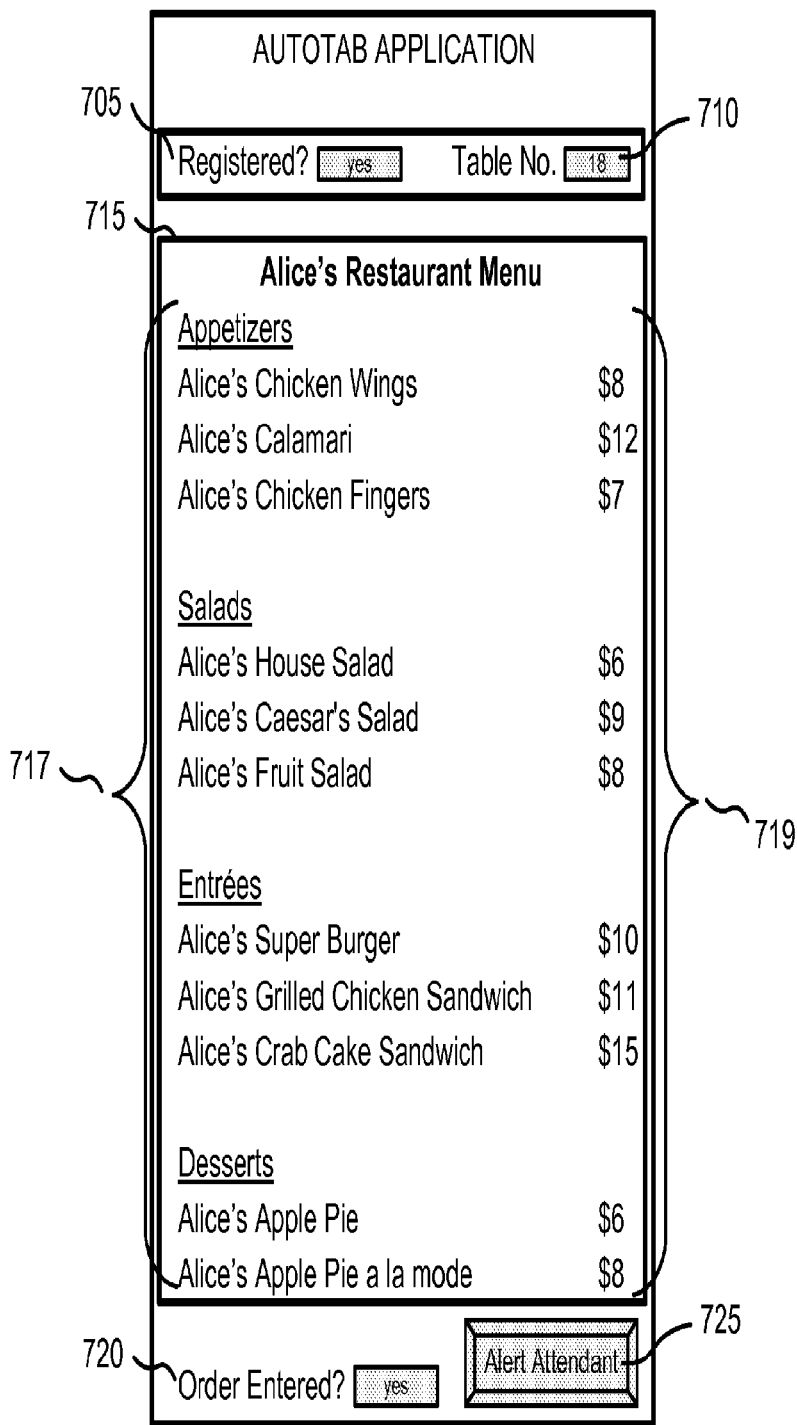 AUTOTAB APPLICATION
705
710
Registered? yes Table No. 18
715
Alice’s Restaurant Menu
Appetizers
Alice’s Chicken Wings $8
Alice’s Calamari $12
Alice’s Chicken Fingers $7
Salads
Alice’s House Salad $6
Alice’s Caesar's Salad $9
Alice’s Fruit Salad $8
717
719
Entrées
Alice’s Super Burger $10
Alice’s Grilled Chicken Sandwich $11
Alice’s Crab Cake Sandwich $15
Desserts
Alice’s Apple Pie $6
Alice’s Apple Pie a la mode $8
725
720
Order Entered? yes Alert Attendant